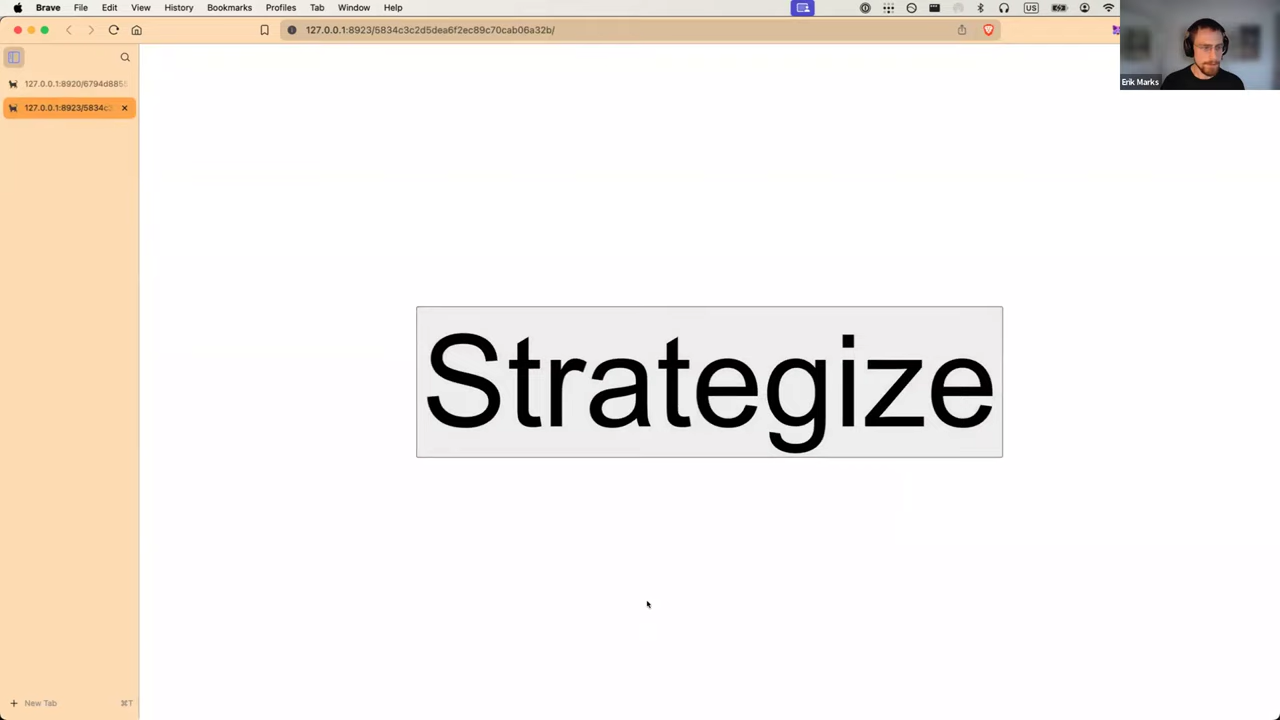 Brave File Edit View History Bookmarks Profiles Tab Window Help US
127.0.0.1:8923/5834c3c2d5dea6f2ec89c70cab06a32b/
127.0.0.1:8920/6794d885
127.0.0.1:8923/5834c
Erik Marks
Strategize
New Tab ⌘T